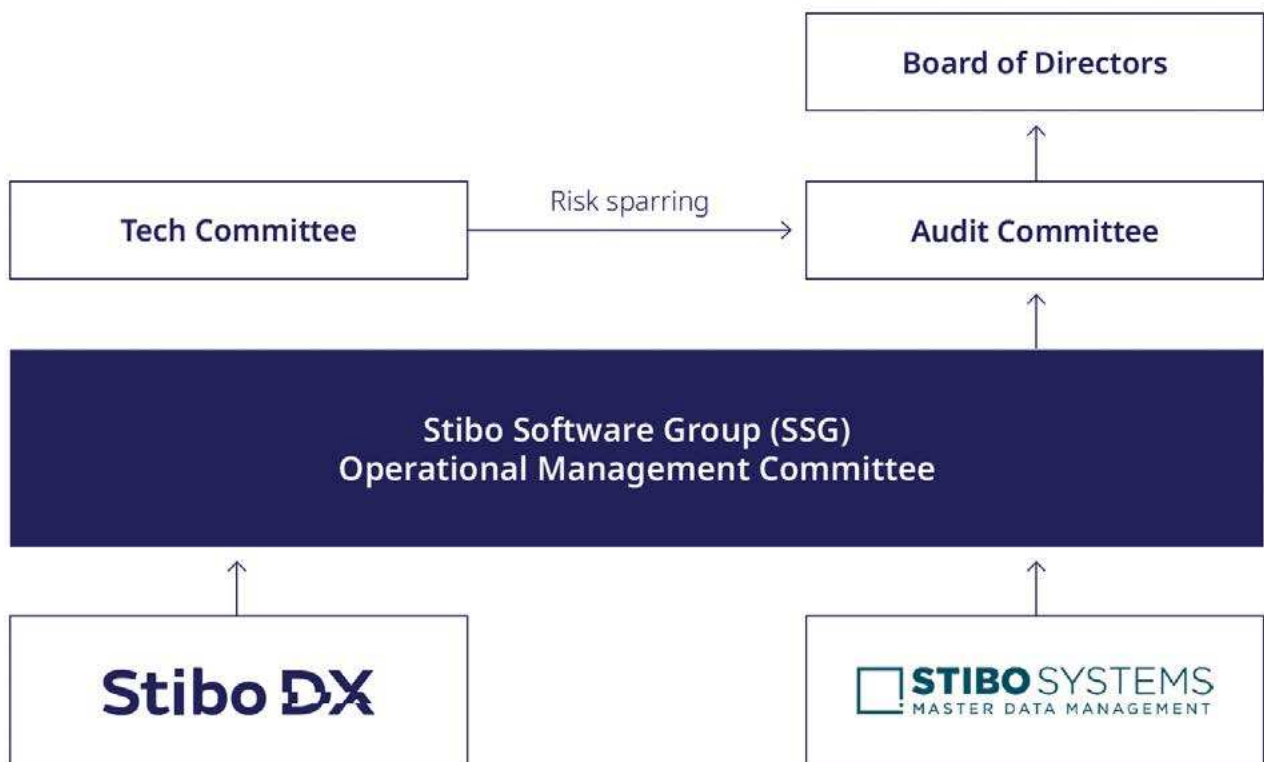 Board of Directors
Tech Committee
Risk sparring
Audit Committee
Stibo Software Group (SSG)
Operational Management Committee
Stibo DX
STIBO SYSTEMS
MASTER DATA MANAGEMENT